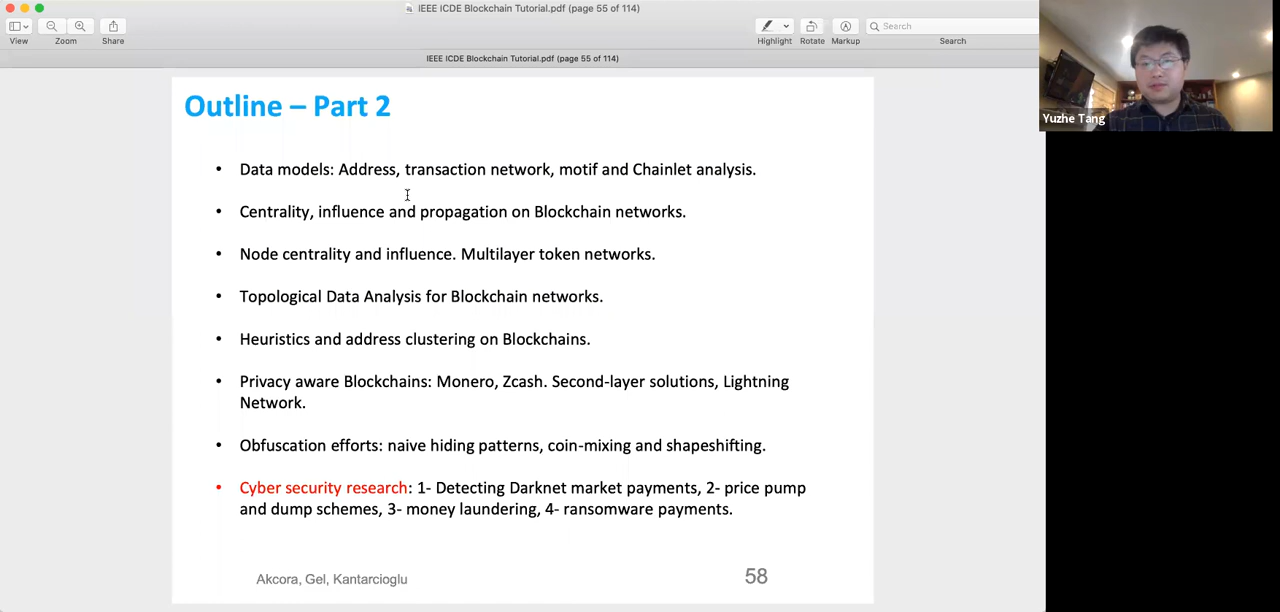 IEEE ICDE Blockchain Tutorial.pdf (page 55 of 114)
View Zoom Share Highlight Rotate Markup Search Search
IEEE ICDE Blockchain Tutorial.pdf (page 55 of 114)
Yuzhe Tang
Outline – Part 2
• Data models: Address, transaction network, motif and Chainlet analysis.
• Centrality, influence and propagation on Blockchain networks.
• Node centrality and influence. Multilayer token networks.
• Topological Data Analysis for Blockchain networks.
• Heuristics and address clustering on Blockchains.
• Privacy aware Blockchains: Monero, Zcash. Second-layer solutions, Lightning
Network.
• Obfuscation efforts: naive hiding patterns, coin-mixing and shapeshifting.
• Cyber security research: 1- Detecting Darknet market payments, 2- price pump
and dump schemes, 3- money laundering, 4- ransomware payments.
Akcora, Gel, Kantarcioglu
58